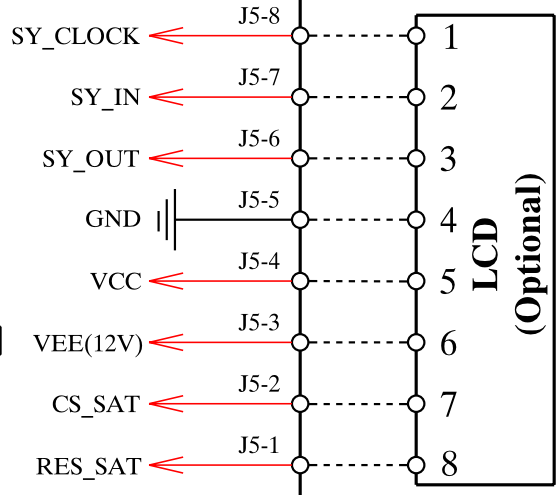 SY_CLOCK J5-8 1
SY_IN J5-7 2
SY_OUT J5-6 3
GND J5-5 4
VCC J5-4 5
VEE(12V) J5-3 6
CS_SAT J5-2 7
RES_SAT J5-1 8
LCD
(Optional)